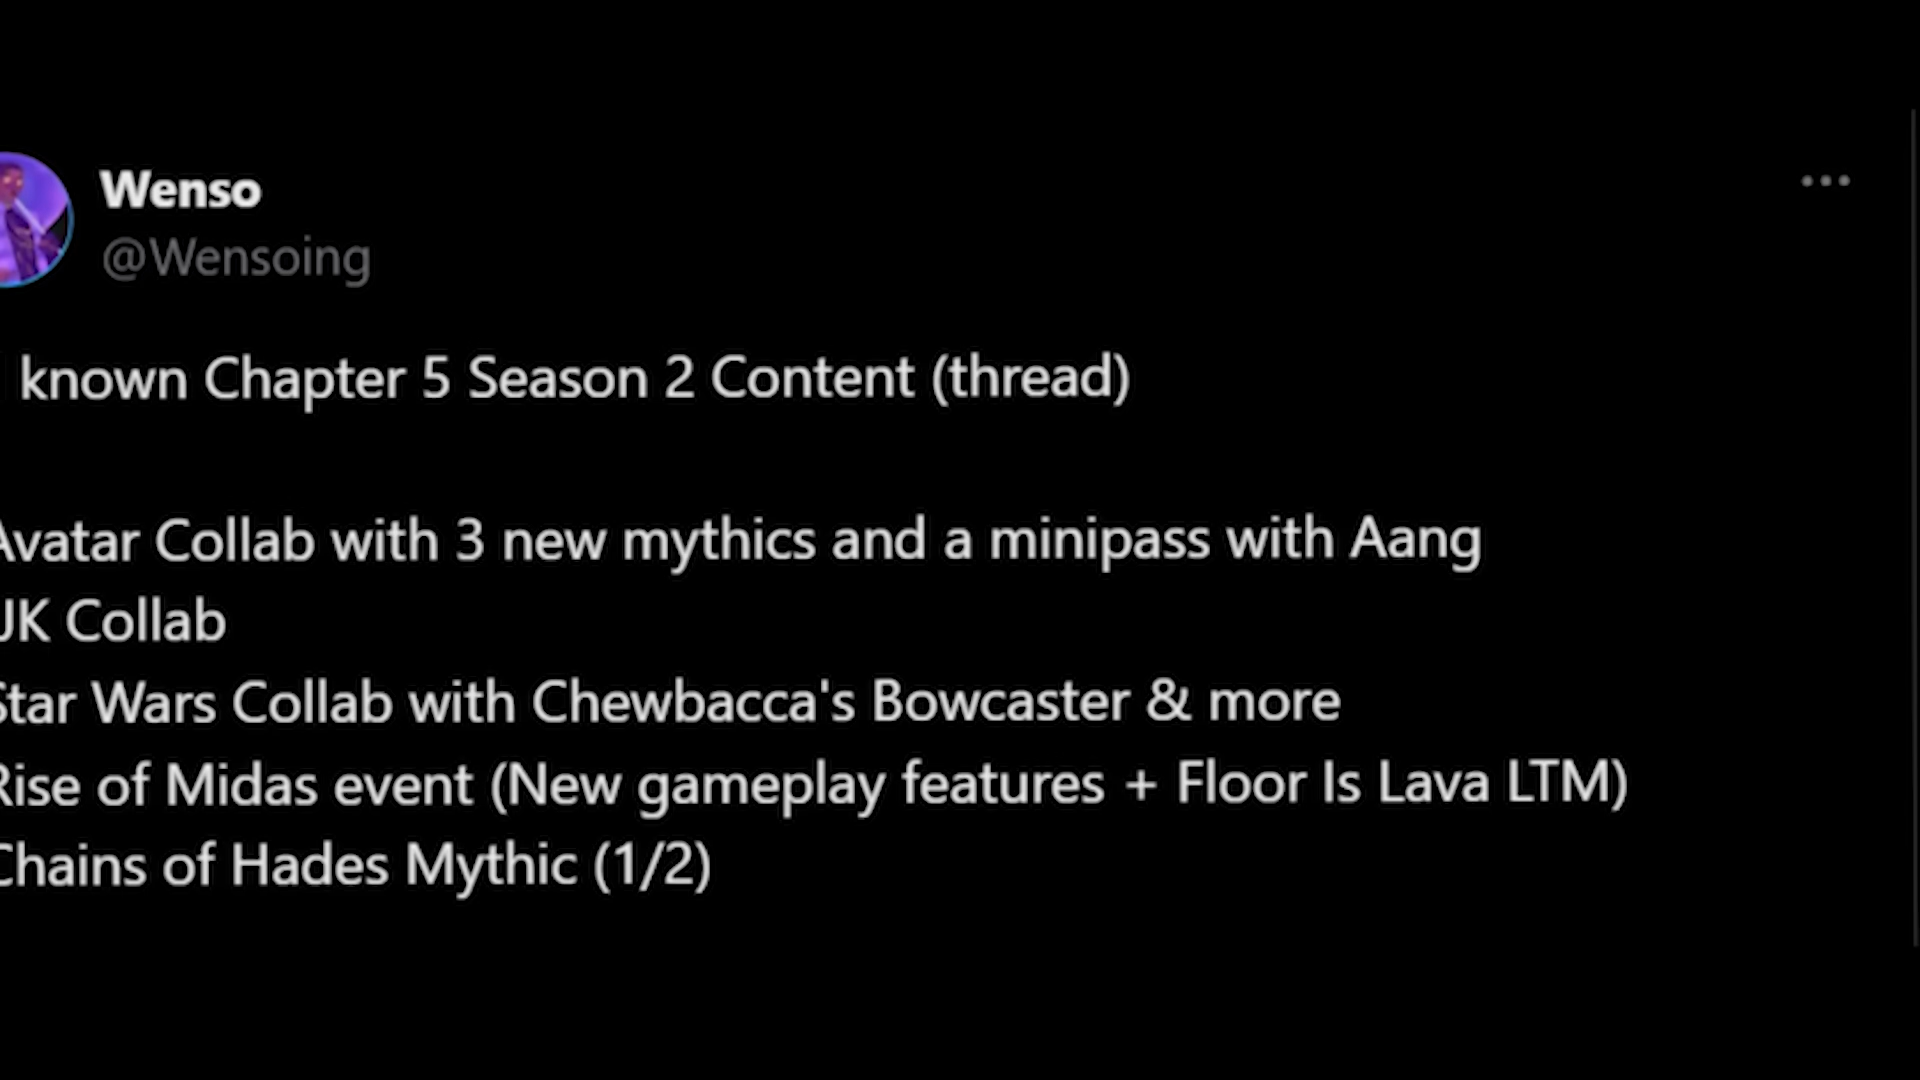 Wenso
@Wensoing
known Chapter 5 Season 2 Content (thread)
Avatar Collab with 3 new mythics and a minipass with Aang
JK Collab
Star Wars Collab with Chewbacca's Bowcaster & more
Rise of Midas event (New gameplay features + Floor Is Lava LTM)
Chains of Hades Mythic (1/2)